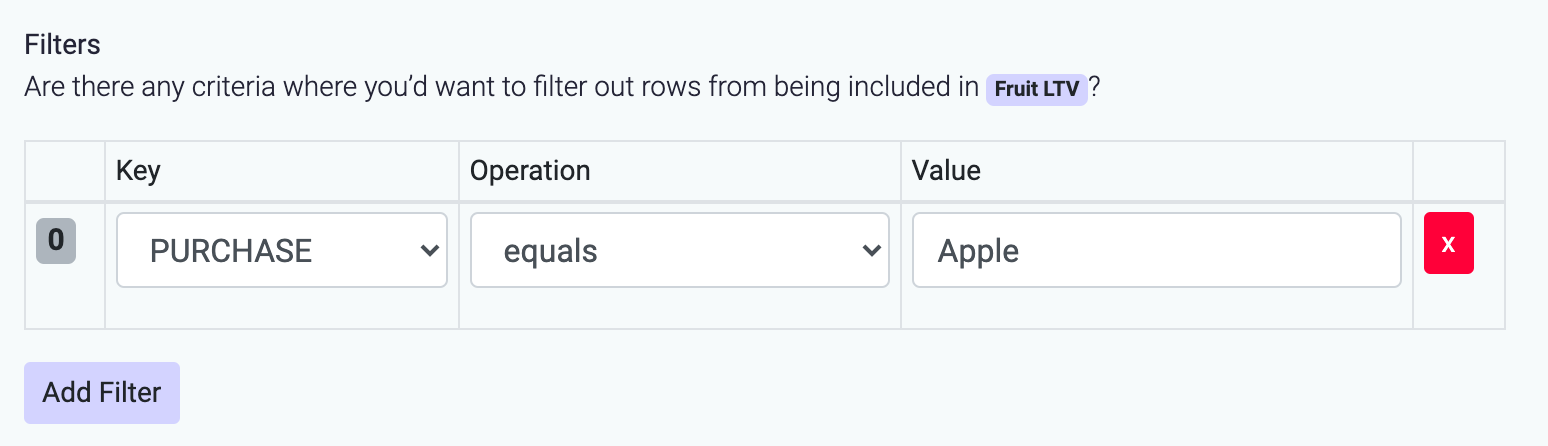 Filters
Are there any criteria where you’d want to filter out rows from being included in Fruit LTV?
Key Operation Value
0 PURCHASE equals Apple x
Add Filter